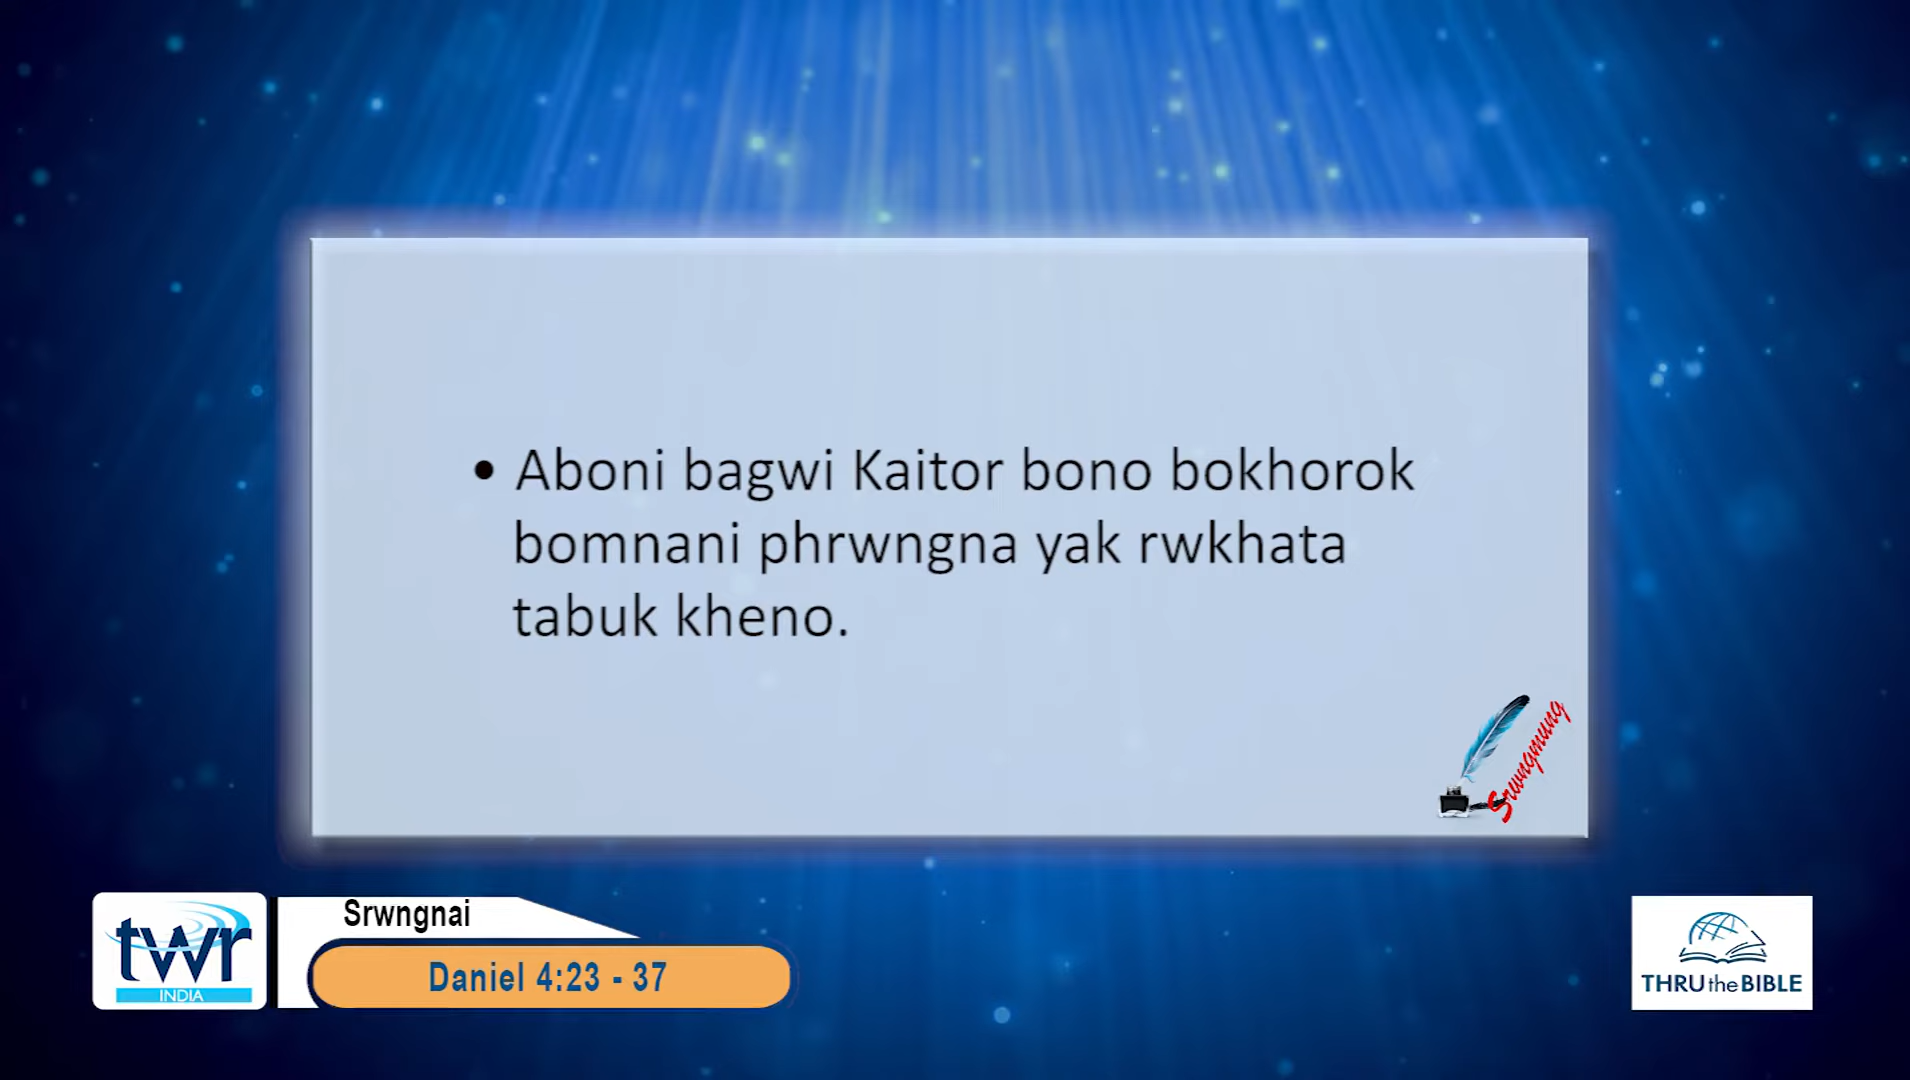 • Aboni bagwi Kaitor bono bokhorok
bomnani phrwngna yak rwkhata
tabuk kheno.
Srwngmung
twr
INDIA
Srwngnai
Daniel 4:23 - 37
THRU the BIBLE